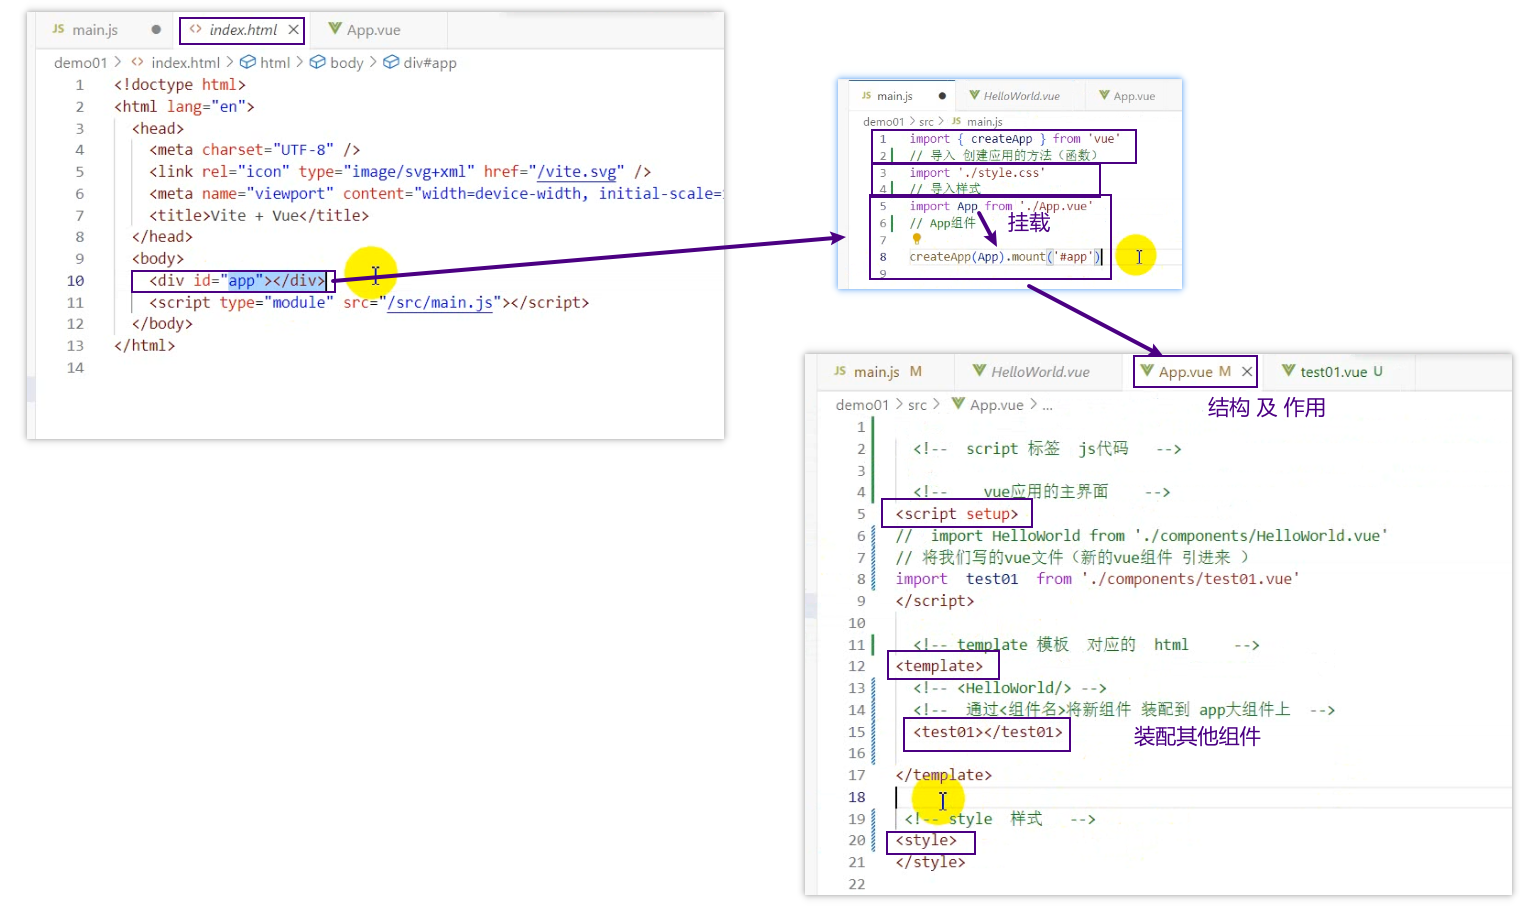 JS main.js ●
<> index.html ×
App.vue
demo01 > <> index.html > html > body > div#app
1 <!doctype html>
2 <html lang="en">
3 <head>
4 <meta charset="UTF-8" />
5 <link rel="icon" type="image/svg+xml" href="/vite.svg" />
6 <meta name="viewport" content="width=device-width, initial-scale=
7 <title>Vite + Vue</title>
8 </head>
9 <body>
10 <div id="app"></div>
11 <script type="module" src="/src/main.js"></script>
12 </body>
13 </html>
14
JS main.js ●
HelloWorld.vue
App.vue
demo01 > src > JS main.js
1 import { createApp } from 'vue'
2 // 导入 创建应用的方法（函数）
3 import './style.css'
4 // 导入样式
5 import App from './App.vue'
6 // App组件
挂载
7
8 createApp(App).mount('#app')
9
JS main.js M
HelloWorld.vue
App.vue M ×
test01.vue U
demo01 > src > App.vue > ...
结构 及 作用
1
2 <!-- script 标签 js代码 -->
3
4 <!-- vue应用的主界面 -->
5 <script setup>
6 // import HelloWorld from './components/HelloWorld.vue'
7 // 将我们写的vue文件（新的vue组件 引进来 ）
8 import test01 from './components/test01.vue'
9 </script>
10
11 <!-- template 模板 对应的 html -->
12 <template>
13 <!-- <HelloWorld/> -->
14 <!-- 通过<组件名>将新组件 装配到 app大组件上 -->
15 <test01></test01>
装配其他组件
16
17 </template>
18
19 <!-- style 样式 -->
20 <style>
21 </style>
22